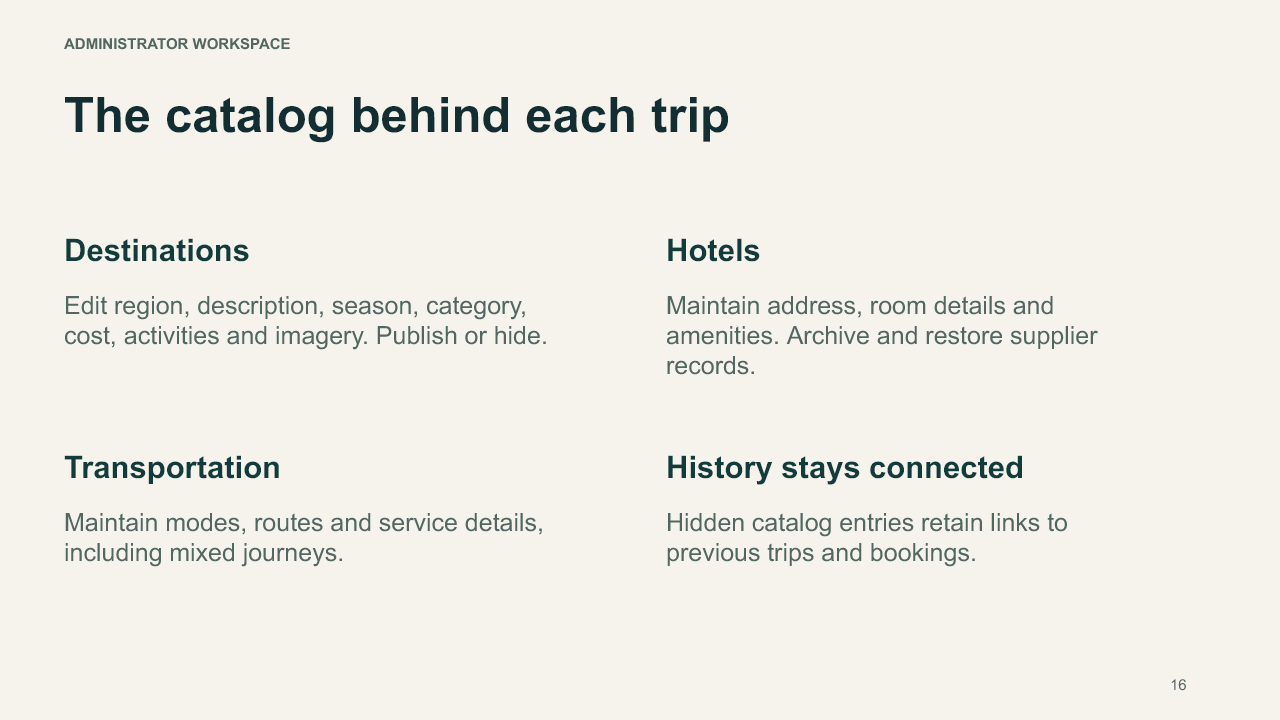 ADMINISTRATOR WORKSPACE
The catalog behind each trip
Destinations
Edit region, description, season, category,
cost, activities and imagery. Publish or hide.
Hotels
Maintain address, room details and
amenities. Archive and restore supplier
records.
Transportation
Maintain modes, routes and service details,
including mixed journeys.
History stays connected
Hidden catalog entries retain links to
previous trips and bookings.
16